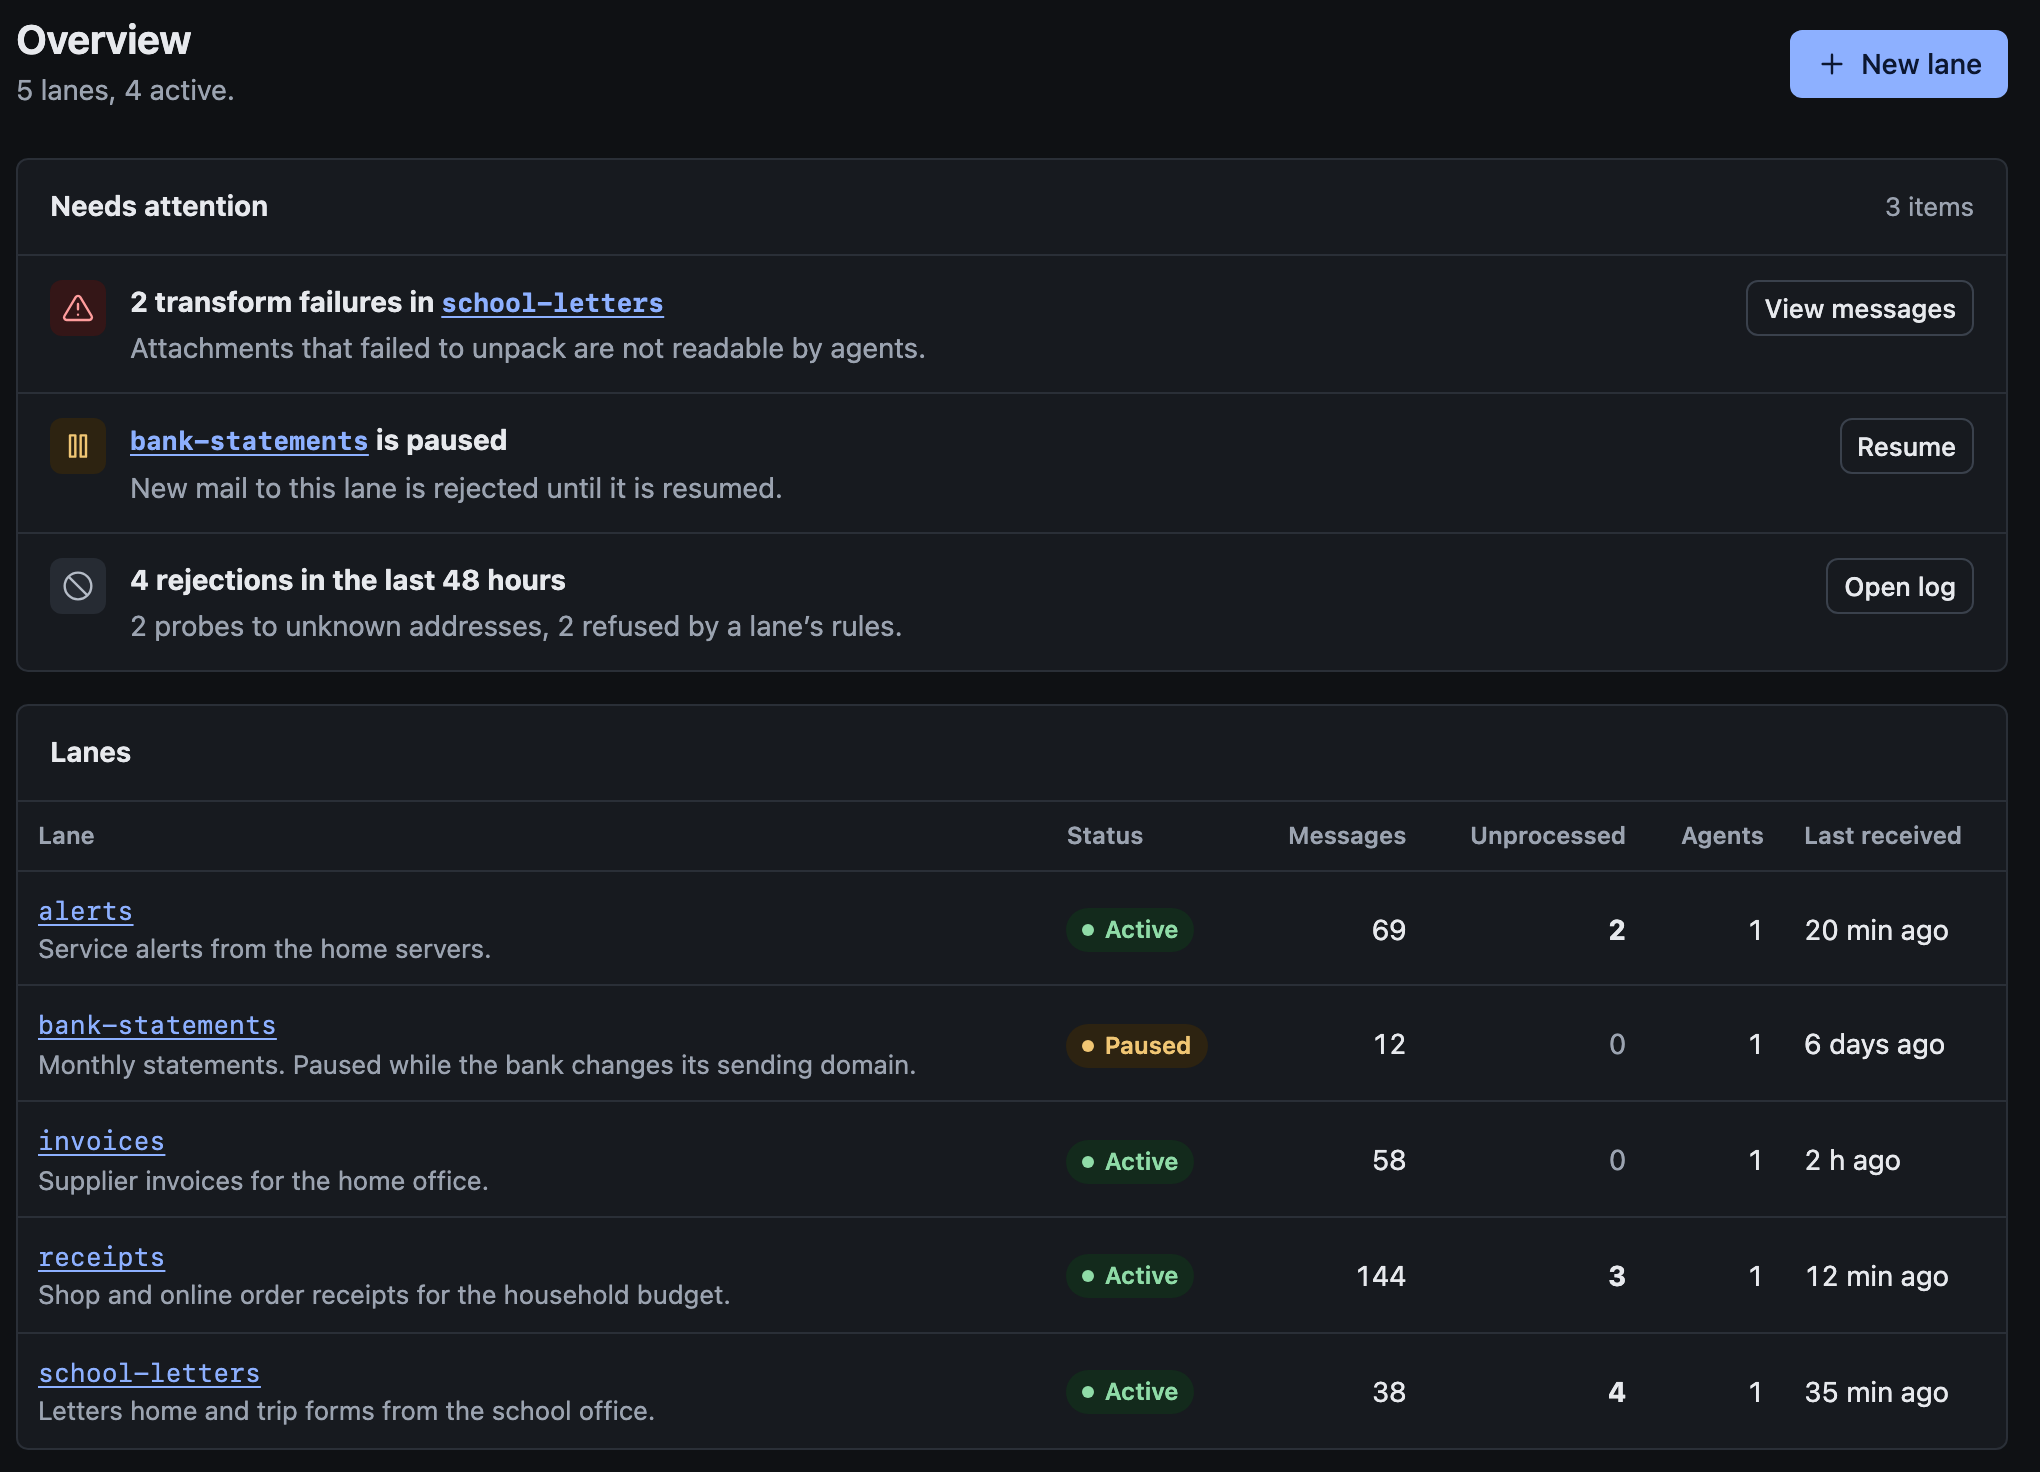 Overview
5 lanes, 4 active.
+ New lane
Needs attention
3 items
2 transform failures in school-letters
View messages
Attachments that failed to unpack are not readable by agents.
bank-statements is paused
Resume
New mail to this lane is rejected until it is resumed.
4 rejections in the last 48 hours
Open log
2 probes to unknown addresses, 2 refused by a lane’s rules.
Lanes
Lane Status Messages Unprocessed Agents Last received
alerts
Service alerts from the home servers.
Active 69 2 1 20 min ago
bank-statements
Monthly statements. Paused while the bank changes its sending domain.
Paused 12 0 1 6 days ago
invoices
Supplier invoices for the home office.
Active 58 0 1 2 h ago
receipts
Shop and online order receipts for the household budget.
Active 144 3 1 12 min ago
school-letters
Letters home and trip forms from the school office.
Active 38 4 1 35 min ago